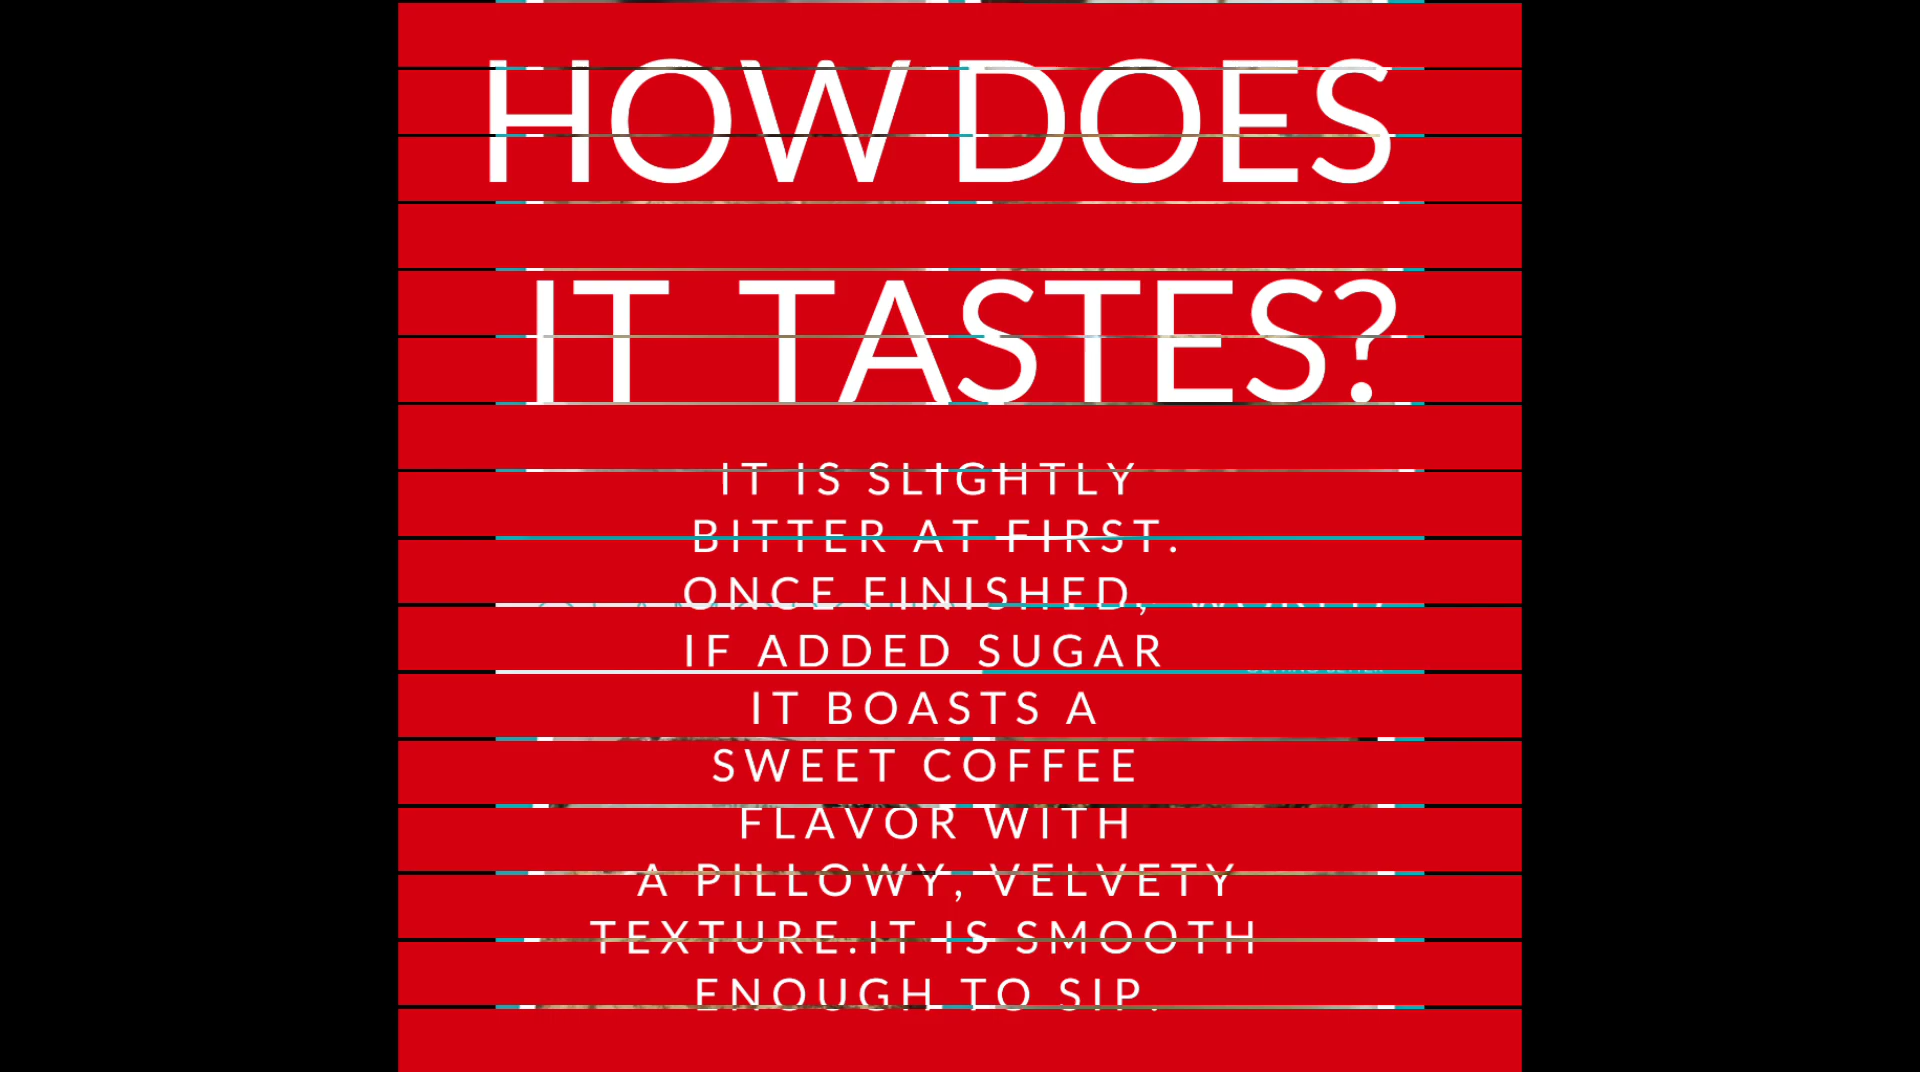 HOW DOES
IT TASTES?
IT IS SLIGHTLY
BITTER AT FIRST.
ONCE FINISHED,
IF ADDED SUGAR
IT BOASTS A
SWEET COFFEE
FLAVOR WITH
A PILLOWY, VELVETY
TEXTURE.IT IS SMOOTH
ENOUGH TO SIP.